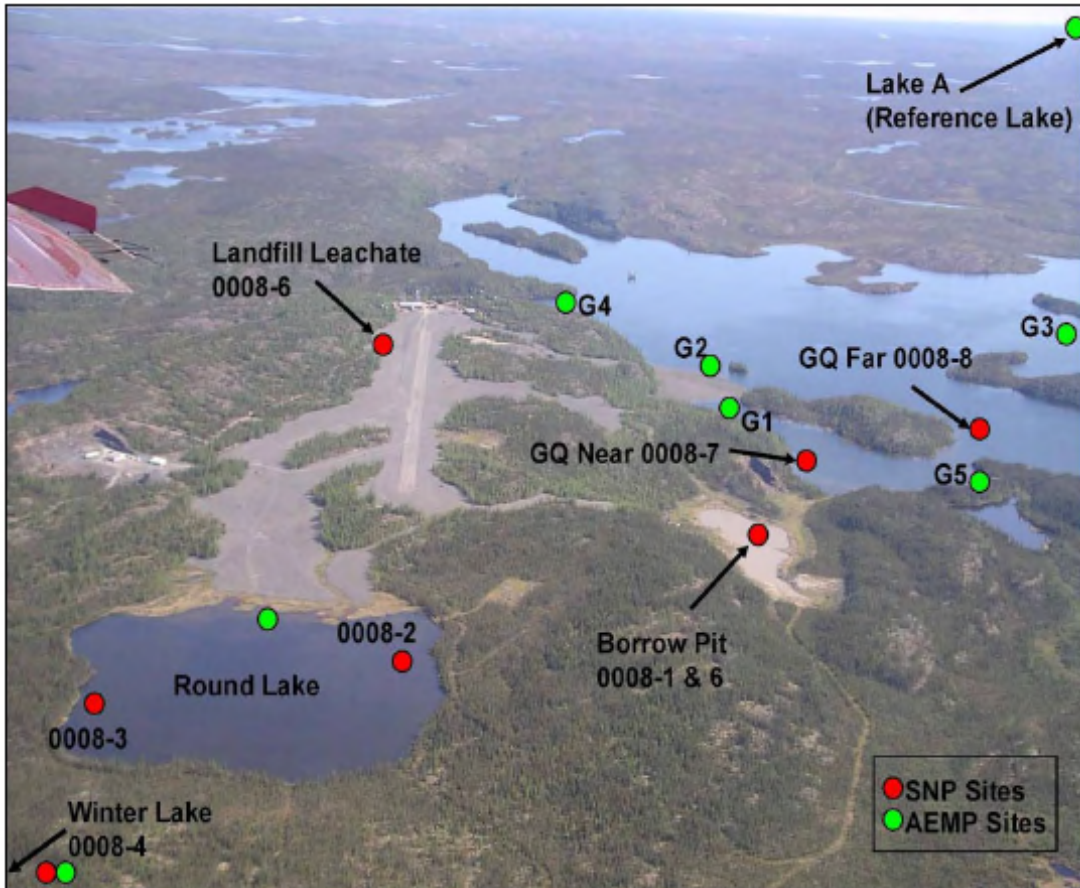 Lake A
(Reference Lake)
Landfill Leachate
0008-6
G4
G3
G2
GQ Far 0008-8
G1
GQ Near 0008-7
G5
0008-2
Borrow Pit
0008-1 & 6
Round Lake
0008-3
SNP Sites
AEMP Sites
Winter Lake
0008-4